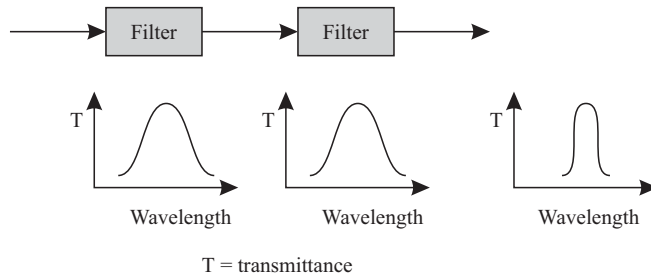 Filter Filter
T T T
Wavelength Wavelength Wavelength
T = transmittance